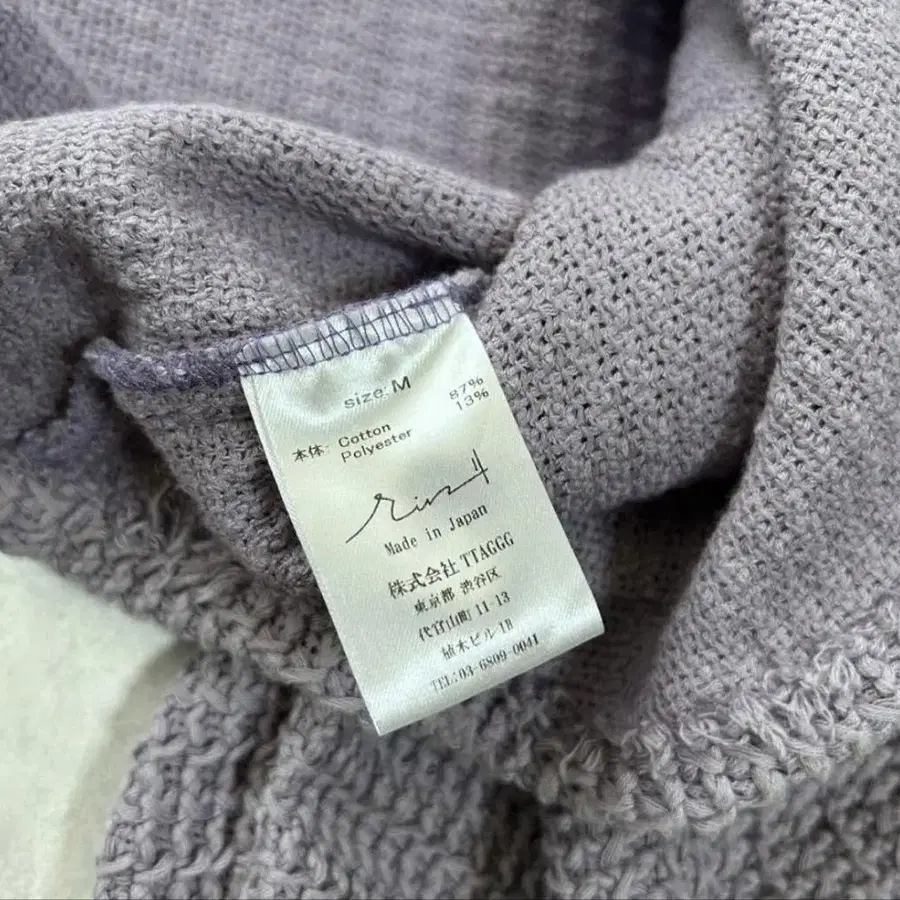 size:M
本体: Cotton 87%
Polyester 13%
Made in Japan
株式会社 TTAGGG
東京都 渋谷区
代官山町 11-13
植木ビル 1B
TEL:03-6809-0041